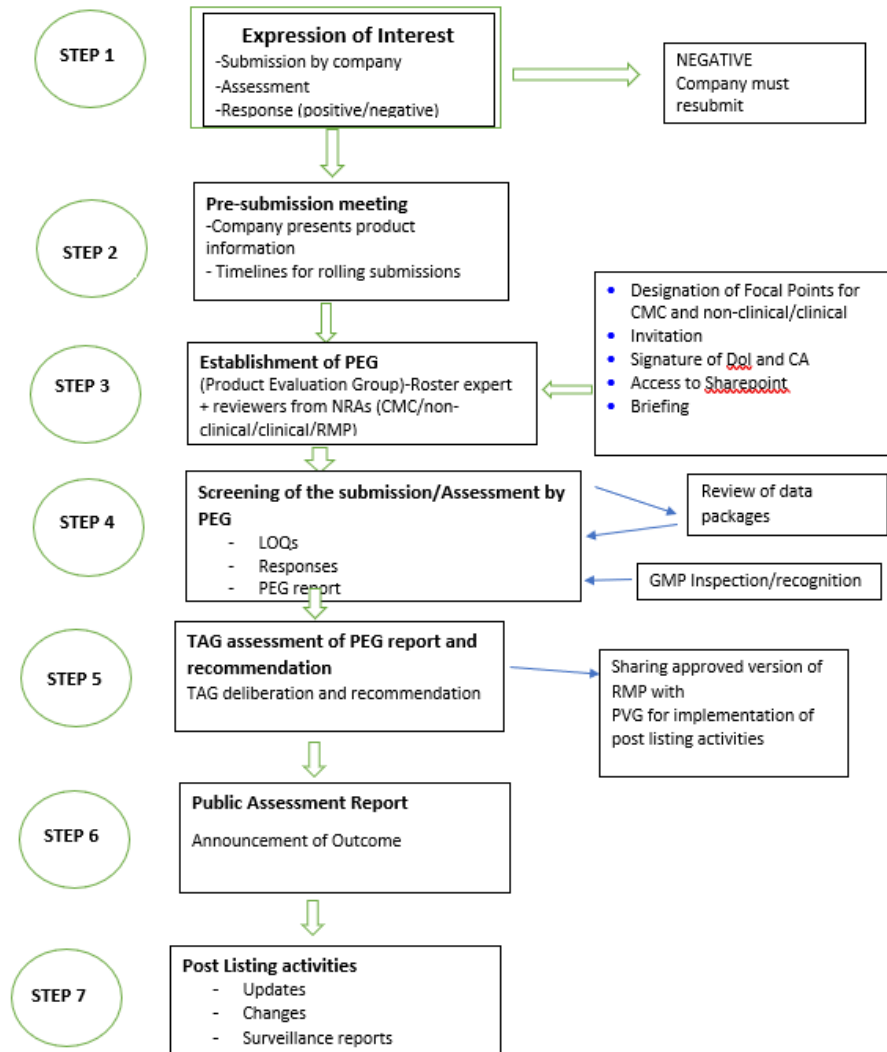 STEP 1
Expression of Interest
-Submission by company
-Assessment
-Response (positive/negative)
NEGATIVE
Company must
resubmit
STEP 2
Pre-submission meeting
-Company presents product
information
- Timelines for rolling submissions
STEP 3
Establishment of PEG
(Product Evaluation Group)-Roster expert
+ reviewers from NRAs (CMC/non-
clinical/clinical/RMP)
• Designation of Focal Points for
CMC and non-clinical/clinical
• Invitation
• Signature of DoI and CA
• Access to Sharepoint
• Briefing
STEP 4
Screening of the submission/Assessment by
PEG
- LOQs
- Responses
- PEG report
Review of data
packages
GMP Inspection/recognition
STEP 5
TAG assessment of PEG report and
recommendation
TAG deliberation and recommendation
Sharing approved version of
RMP with
PVG for implementation of
post listing activities
STEP 6
Public Assessment Report
Announcement of Outcome
STEP 7
Post Listing activities
- Updates
- Changes
- Surveillance reports